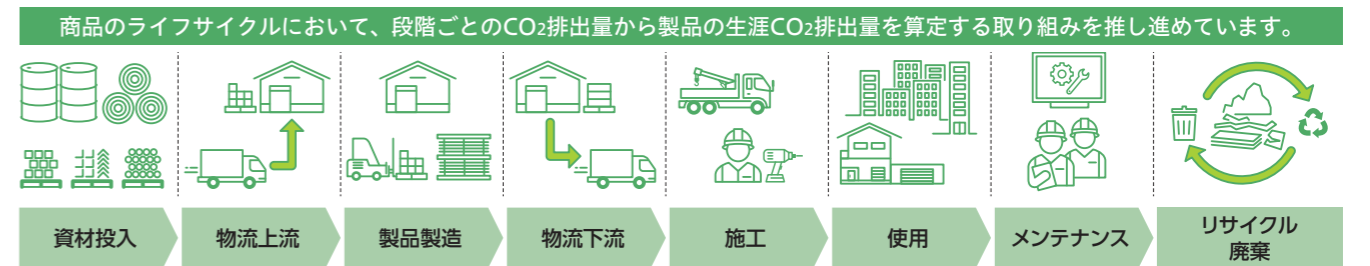 商品のライフサイクルにおいて、段階ごとのCO2排出量から製品の生涯CO2排出量を算定する取り組みを推し進めています。
資材投入
物流上流
製品製造
物流下流
施工
使用
メンテナンス
リサイクル
廃棄